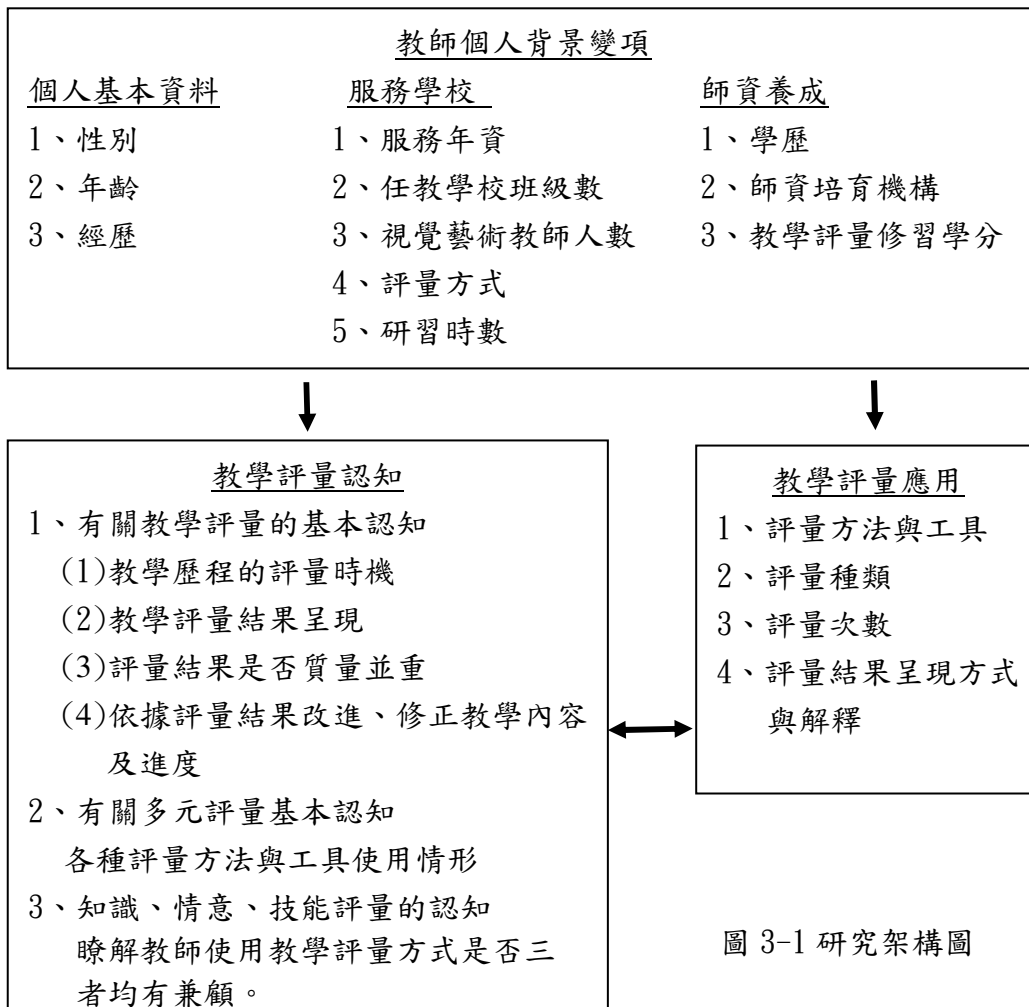 教師個人背景變項
個人基本資料
1、性別
2、年齡
3、經歷
服務學校
1、服務年資
2、任教學校班級數
3、視覺藝術教師人數
4、評量方式
5、研習時數
師資養成
1、學歷
2、師資培育機構
3、教學評量修習學分
教學評量認知
1、有關教學評量的基本認知
(1)教學歷程的評量時機
(2)教學評量結果呈現
(3)評量結果是否質量並重
(4)依據評量結果改進、修正教學內容
及進度
2、有關多元評量基本認知
各種評量方法與工具使用情形
3、知識、情意、技能評量的認知
瞭解教師使用教學評量方式是否三
者均有兼顧。
教學評量應用
1、評量方法與工具
2、評量種類
3、評量次數
4、評量結果呈現方式
與解釋
圖 3-1 研究架構圖